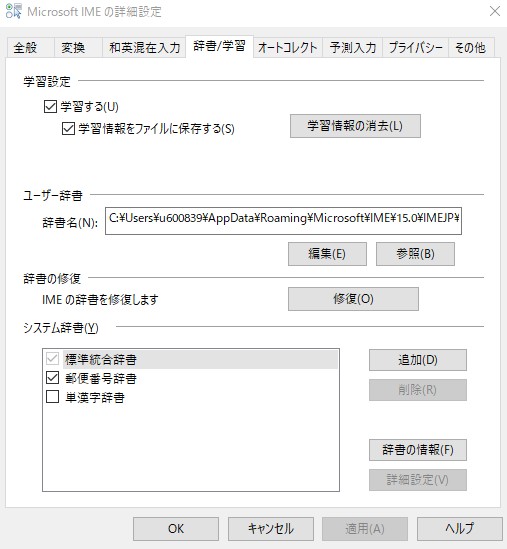 Microsoft IME の詳細設定
全般 変換 和英混在入力 辞書/学習 オートコレクト 予測入力 プライバシー その他
学習設定
学習する(U)
学習情報をファイルに保存する(S) 学習情報の消去(L)
ユーザー辞書
辞書名(N): C:¥Users¥u600839¥AppData¥Roaming¥Microsoft¥IME¥15.0¥IMEJP¥
編集(E) 参照(B)
辞書の修復
IME の辞書を修復します 修復(O)
システム辞書(Y)
標準統合辞書 追加(D)
郵便番号辞書 削除(R)
単漢字辞書
辞書の情報(F)
詳細設定(V)
OK キャンセル 適用(A) ヘルプ